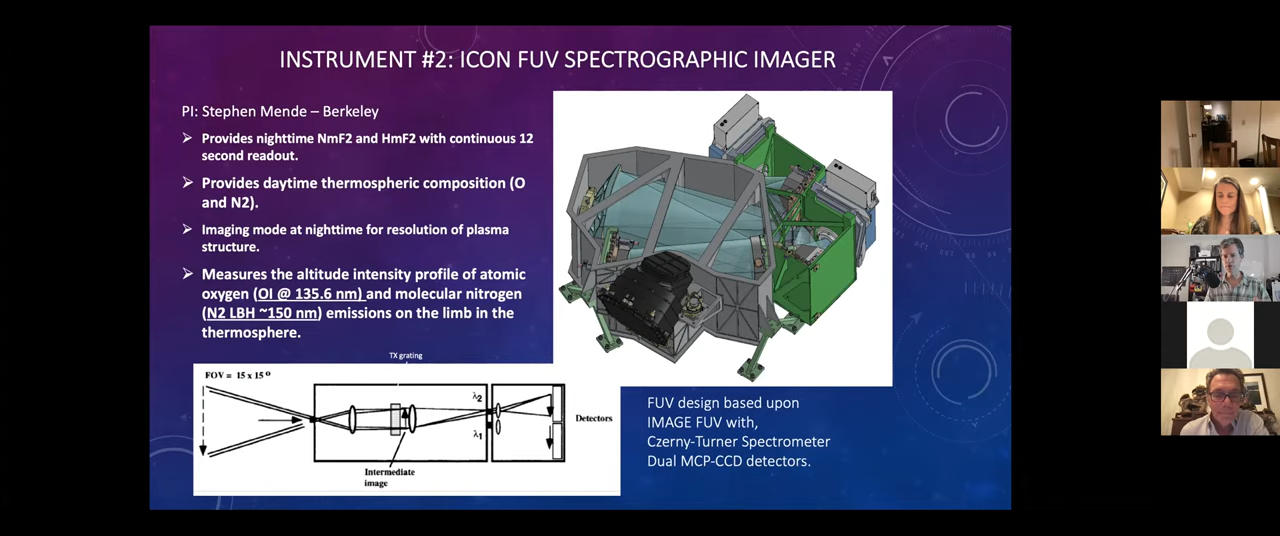 INSTRUMENT #2: ICON FUV SPECTROGRAPHIC IMAGER
PI: Stephen Mende – Berkeley
➢ Provides nighttime NmF2 and HmF2 with continuous 12
second readout.
➢ Provides daytime thermospheric composition (O
and N2).
➢ Imaging mode at nighttime for resolution of plasma
structure.
➢ Measures the altitude intensity profile of atomic
oxygen (OI @ 135.6 nm) and molecular nitrogen
(N2 LBH ~150 nm) emissions on the limb in the
thermosphere.
TX grating
FOV = 15 x 15º
λ2
λ1
Detectors
Intermediate
image
FUV design based upon
IMAGE FUV with,
Czerny-Turner Spectrometer
Dual MCP-CCD detectors.